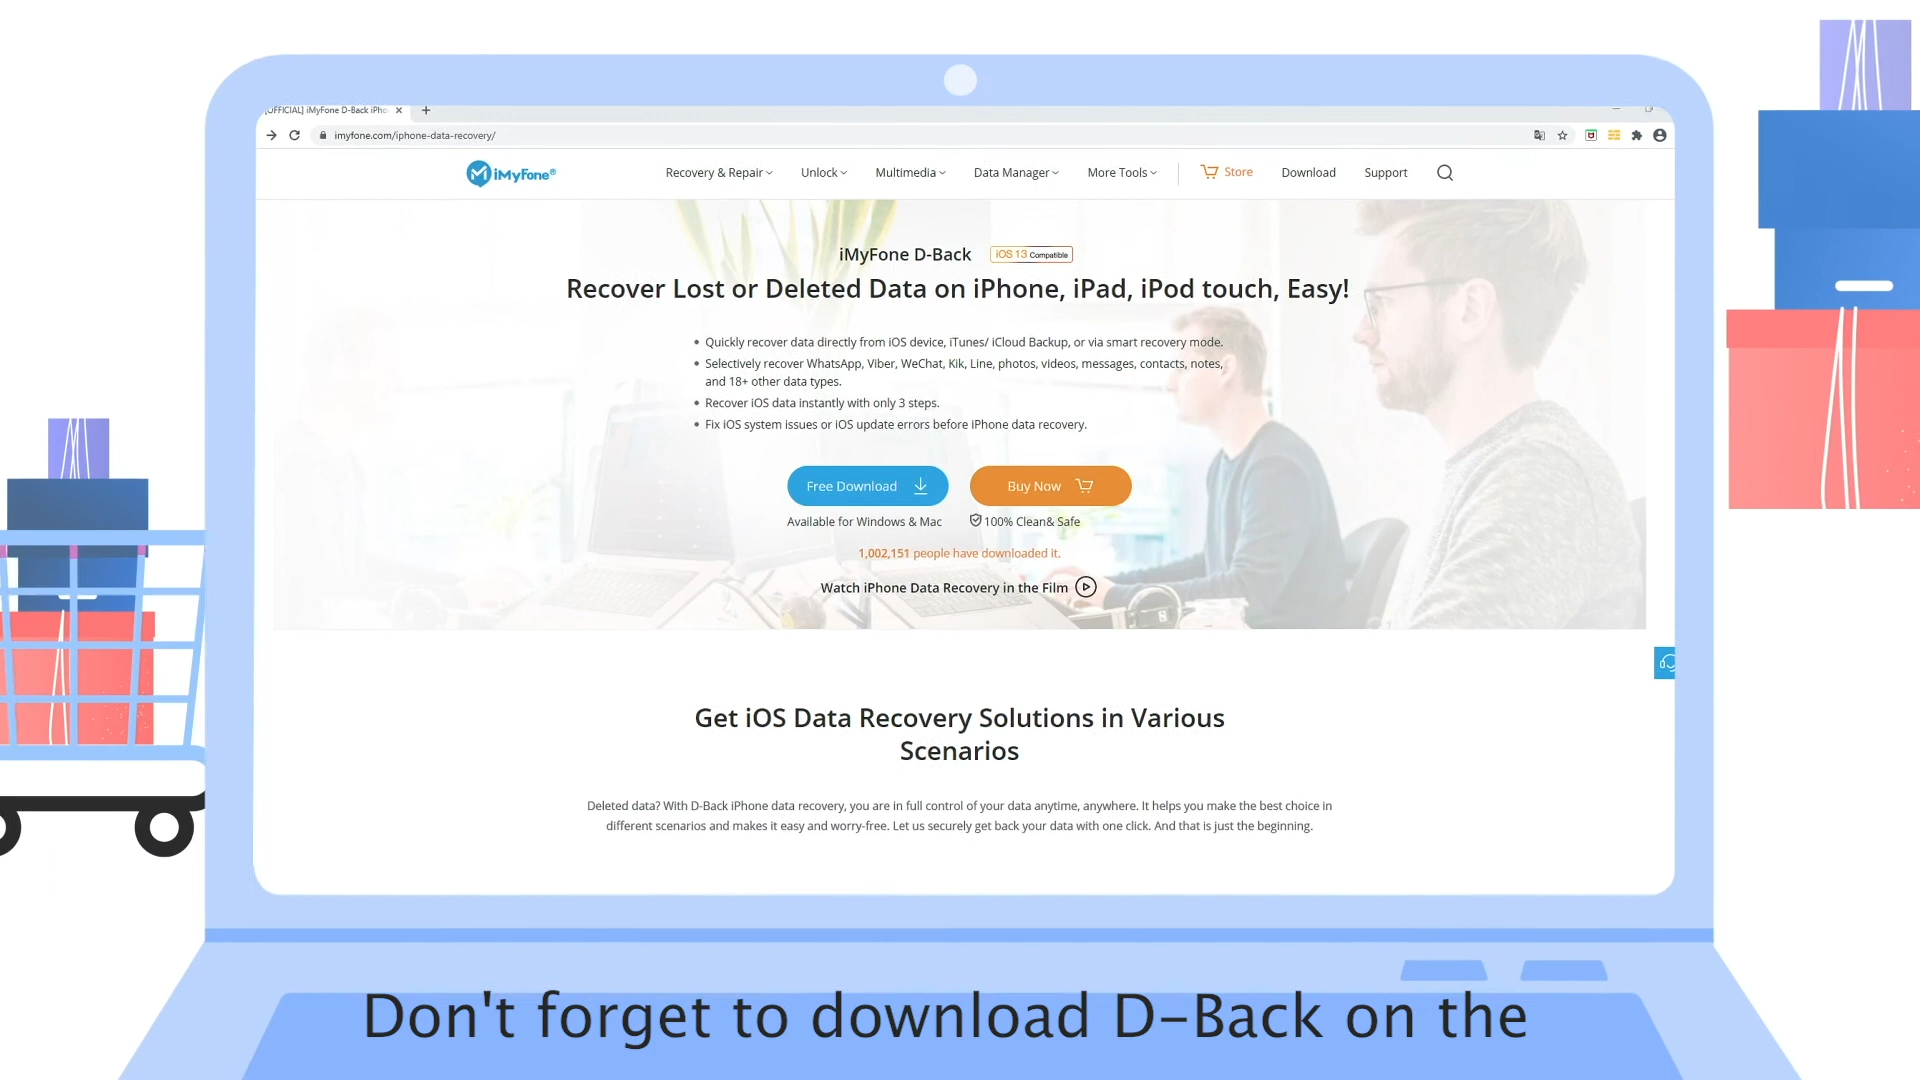 [OFFICIAL] iMyFone D-Back iPho
imyfone.com/iphone-data-recovery/
iMyFone®
Recovery & Repair
Unlock
Multimedia
Data Manager
More Tools
Store
Download
Support
iMyFone D-Back
iOS 13 Compatible
Recover Lost or Deleted Data on iPhone, iPad, iPod touch, Easy!
• Quickly recover data directly from iOS device, iTunes/ iCloud Backup, or via smart recovery mode.
• Selectively recover WhatsApp, Viber, WeChat, Kik, Line, photos, videos, messages, contacts, notes,
and 18+ other data types.
• Recover iOS data instantly with only 3 steps.
• Fix iOS system issues or iOS update errors before iPhone data recovery.
Free Download
Buy Now
Available for Windows & Mac
100% Clean& Safe
1,002,151 people have downloaded it.
Watch iPhone Data Recovery in the Film
Get iOS Data Recovery Solutions in Various
Scenarios
Deleted data? With D-Back iPhone data recovery, you are in full control of your data anytime, anywhere. It helps you make the best choice in
different scenarios and makes it easy and worry-free. Let us securely get back your data with one click. And that is just the beginning.
Don't forget to download D-Back on the